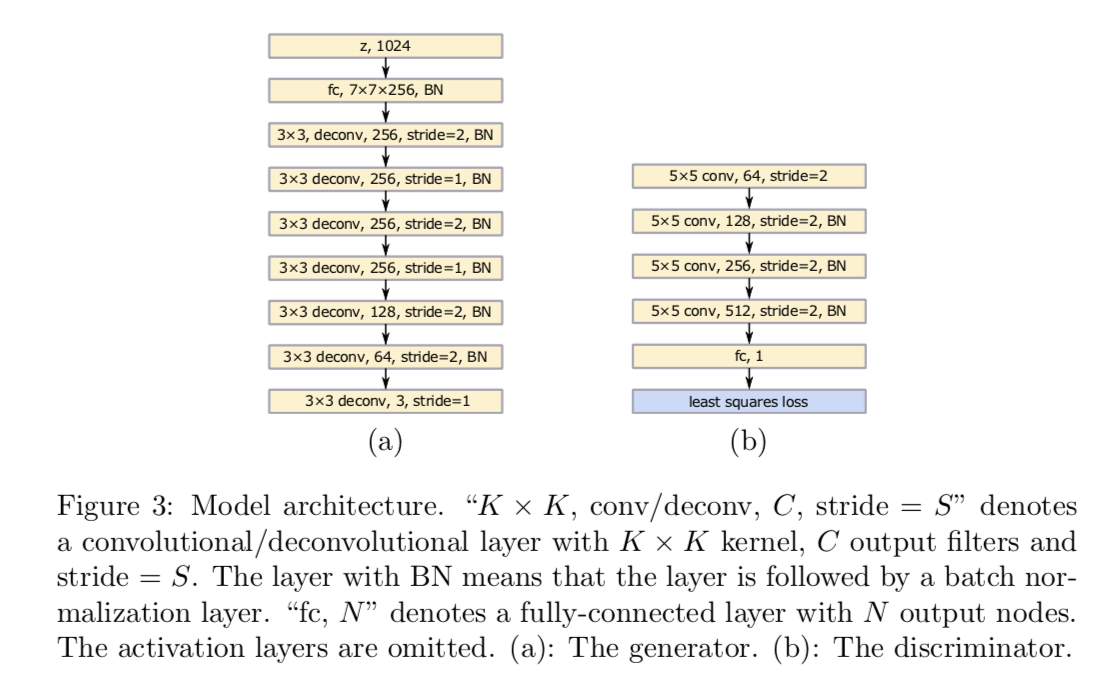 z, 1024
fc, 7×7×256, BN
3×3, deconv, 256, stride=2, BN
3×3 deconv, 256, stride=1, BN
3×3 deconv, 256, stride=2, BN
3×3 deconv, 256, stride=1, BN
3×3 deconv, 128, stride=2, BN
3×3 deconv, 64, stride=2, BN
3×3 deconv, 3, stride=1
(a)
5×5 conv, 64, stride=2
5×5 conv, 128, stride=2, BN
5×5 conv, 256, stride=2, BN
5×5 conv, 512, stride=2, BN
fc, 1
least squares loss
(b)
Figure 3: Model architecture. “K × K, conv/deconv, C, stride = S” denotes
a convolutional/deconvolutional layer with K × K kernel, C output filters and
stride = S. The layer with BN means that the layer is followed by a batch nor-
malization layer. “fc, N” denotes a fully-connected layer with N output nodes.
The activation layers are omitted. (a): The generator. (b): The discriminator.